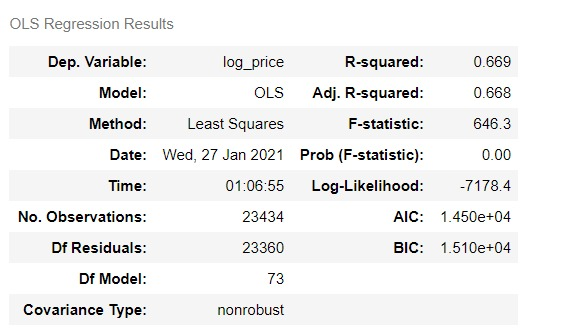 OLS Regression Results
Dep. Variable: log_price R-squared: 0.669
Model: OLS Adj. R-squared: 0.668
Method: Least Squares F-statistic: 646.3
Date: Wed, 27 Jan 2021 Prob (F-statistic): 0.00
Time: 01:06:55 Log-Likelihood: -7178.4
No. Observations: 23434 AIC: 1.450e+04
Df Residuals: 23360 BIC: 1.510e+04
Df Model: 73
Covariance Type: nonrobust